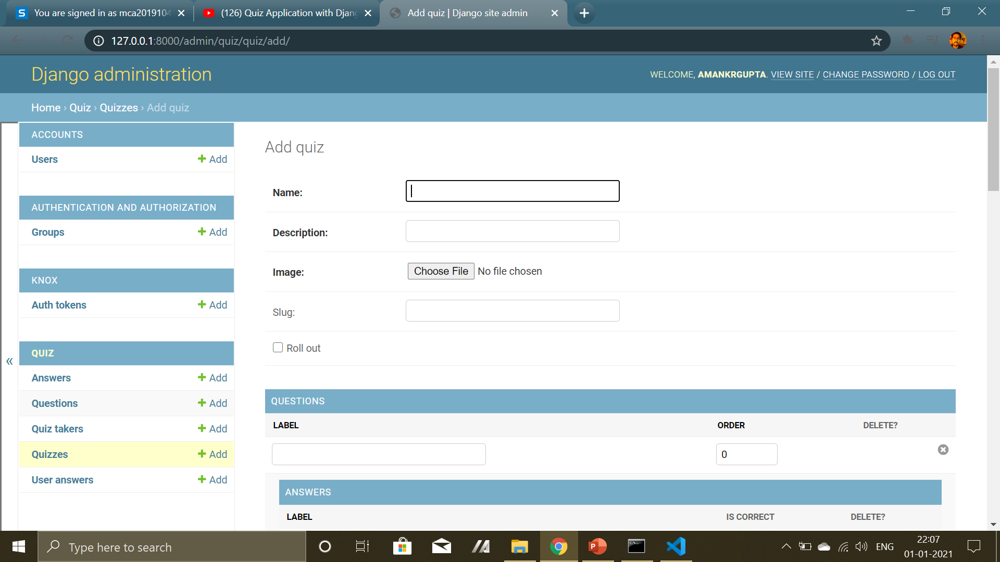 You are signed in as mca2019104
(126) Quiz Application with Djang
Add quiz | Django site admin
127.0.0.1:8000/admin/quiz/quiz/add/
Django administration
WELCOME, AMANKRGUPTA. VIEW SITE / CHANGE PASSWORD / LOG OUT
Home › Quiz › Quizzes › Add quiz
ACCOUNTS
Users
Add
AUTHENTICATION AND AUTHORIZATION
Groups
Add
KNOX
Auth tokens
Add
QUIZ
Answers
Add
Questions
Add
Quiz takers
Add
Quizzes
Add
User answers
Add
«
Add quiz
Name:
Description:
Image:
Choose File No file chosen
Slug:
Roll out
QUESTIONS
LABEL ORDER DELETE?
0
ANSWERS
LABEL IS CORRECT DELETE?
Type here to search
ENG
22:07
01-01-2021